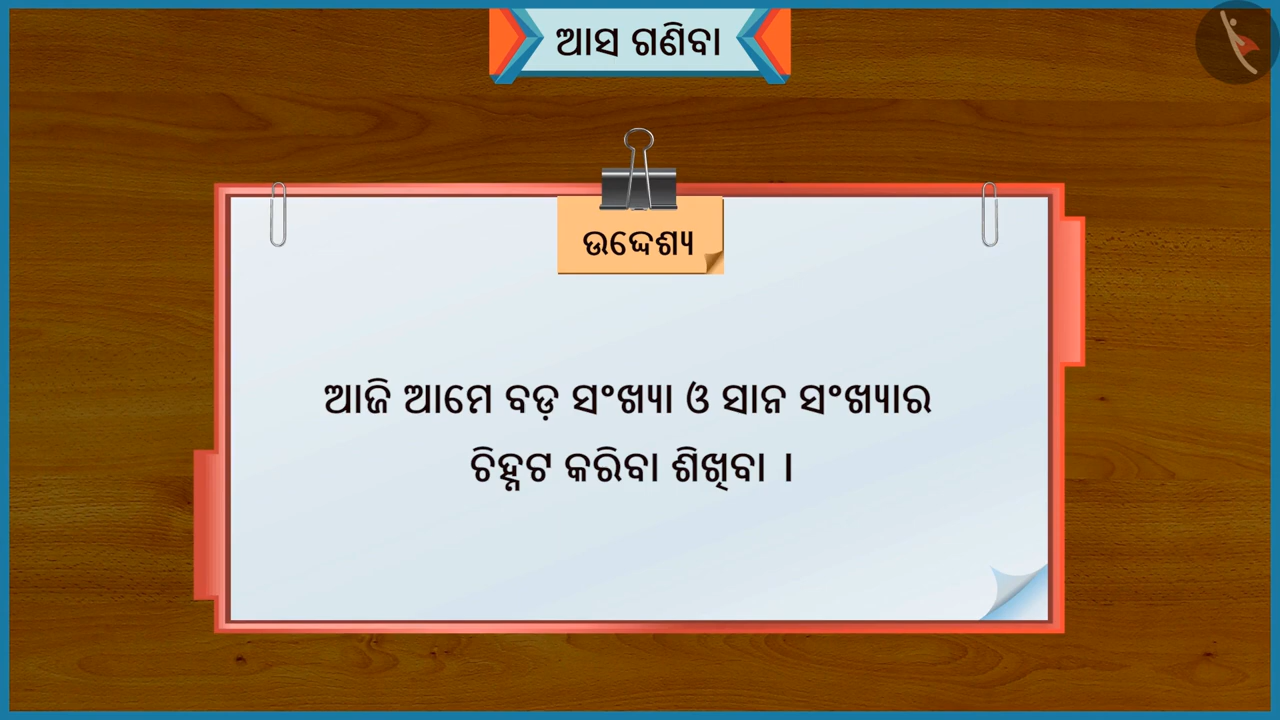 ଆସ ଗଣିବା
ଉଦ୍ଦେଶ୍ୟ
ଆଜି ଆମେ ବଡ଼ ସଂଖ୍ୟା ଓ ସାନ ସଂଖ୍ୟାର
ଚିହ୍ନଟ କରିବା ଶିଖିବା ।